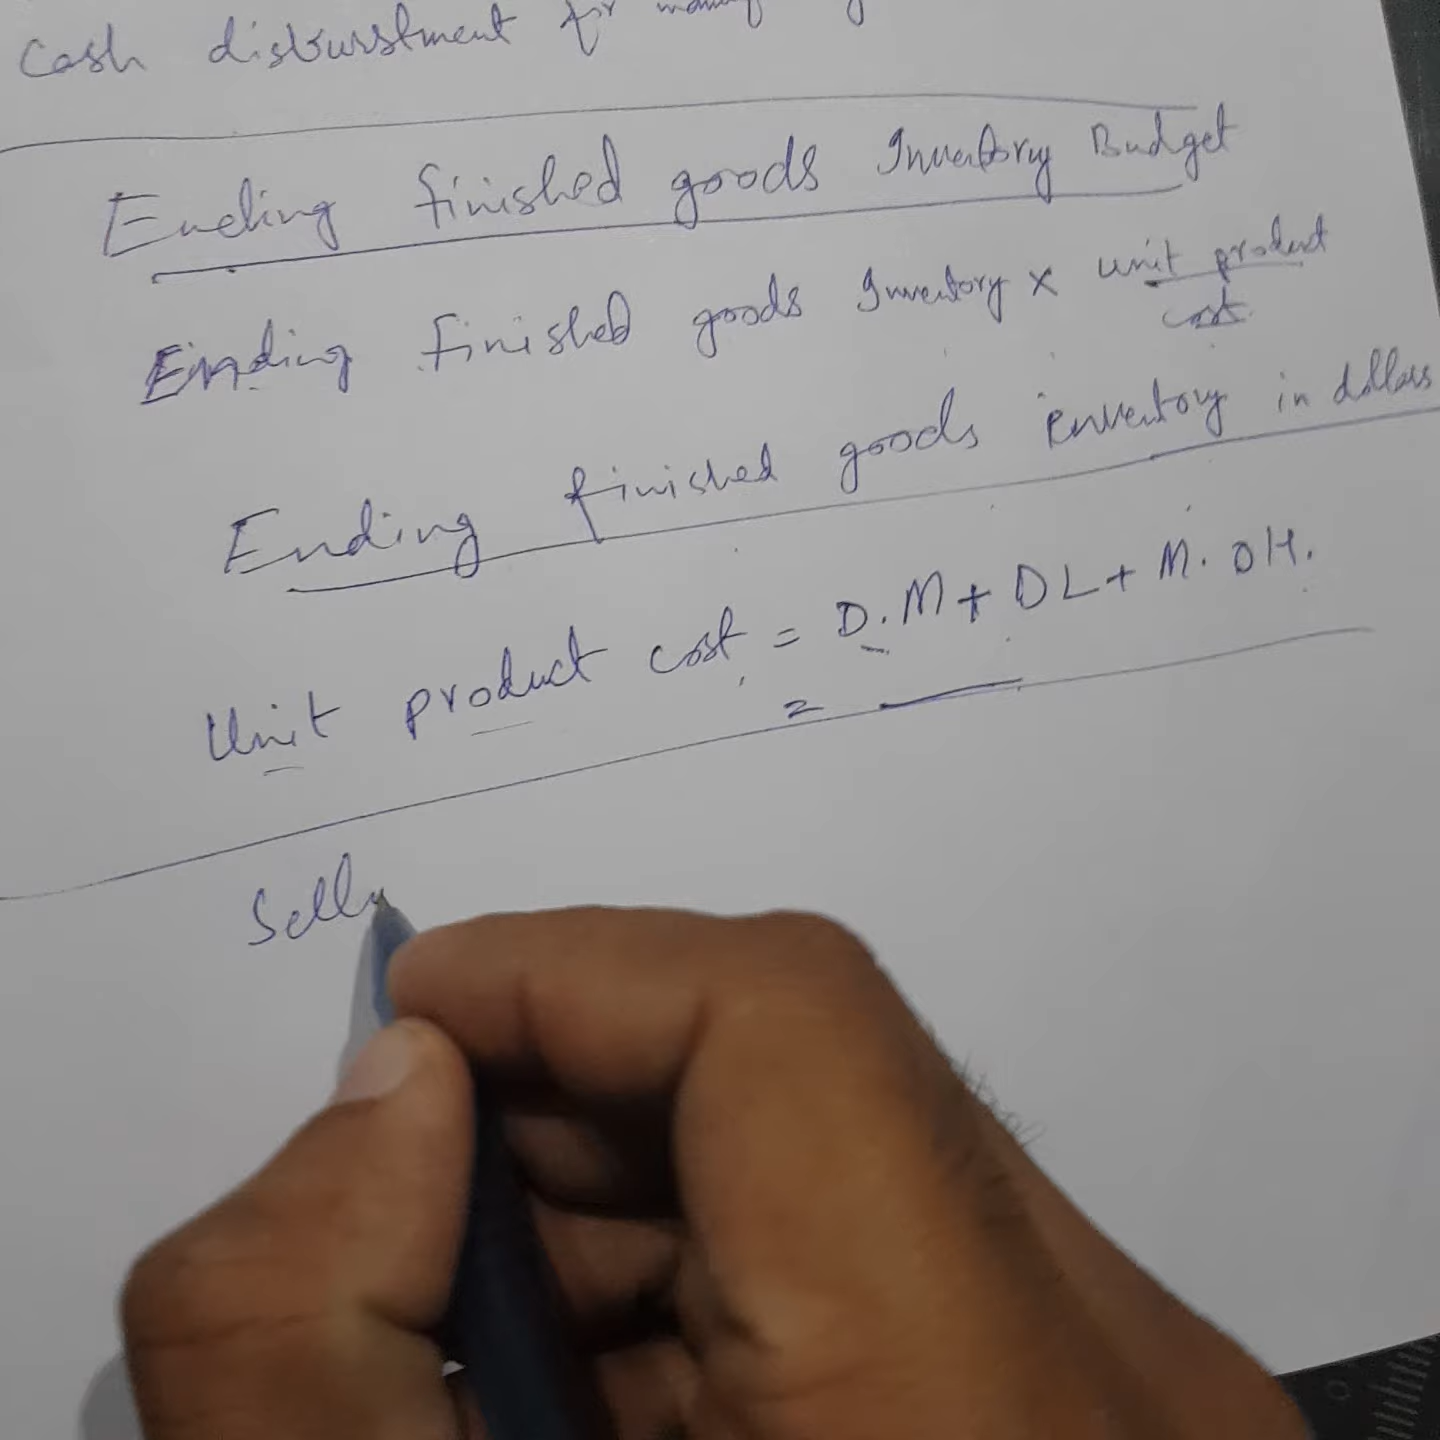 Cash disburstment for
Ending finished goods Inventory Budget
Ending finished goods Inventory x unit product
cost.
Ending finished goods inventory in dollars
Unit product cost = D.M + DL + M. OH.
=
Sell